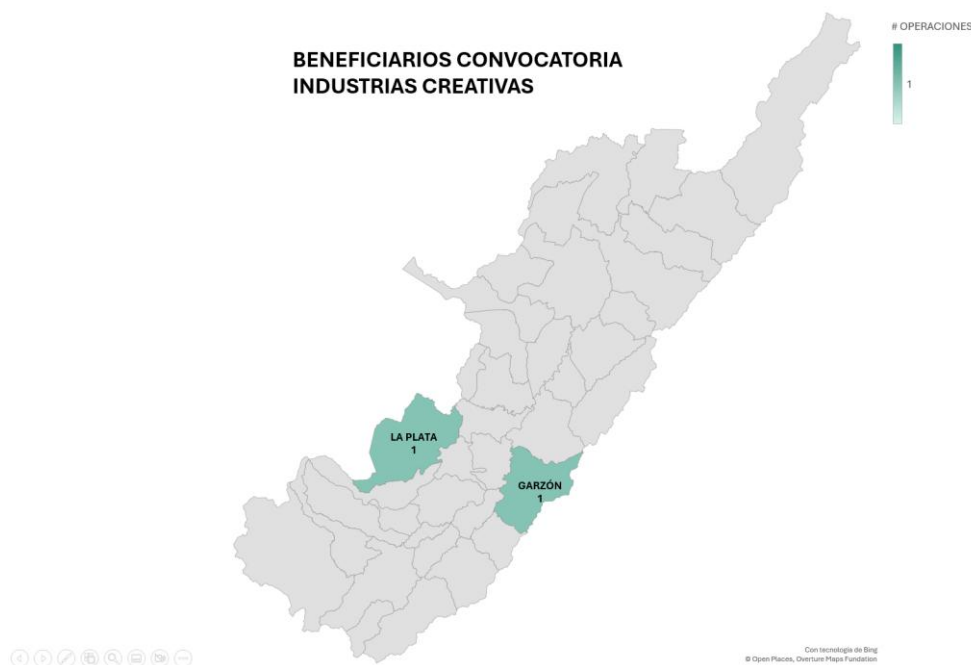 BENEFICIARIOS CONVOCATORIA
INDUSTRIAS CREATIVAS
# OPERACIONES
1
LA PLATA
1
GARZÓN
1
Con tecnología de Bing
© Open Places, Overture Maps Foundation